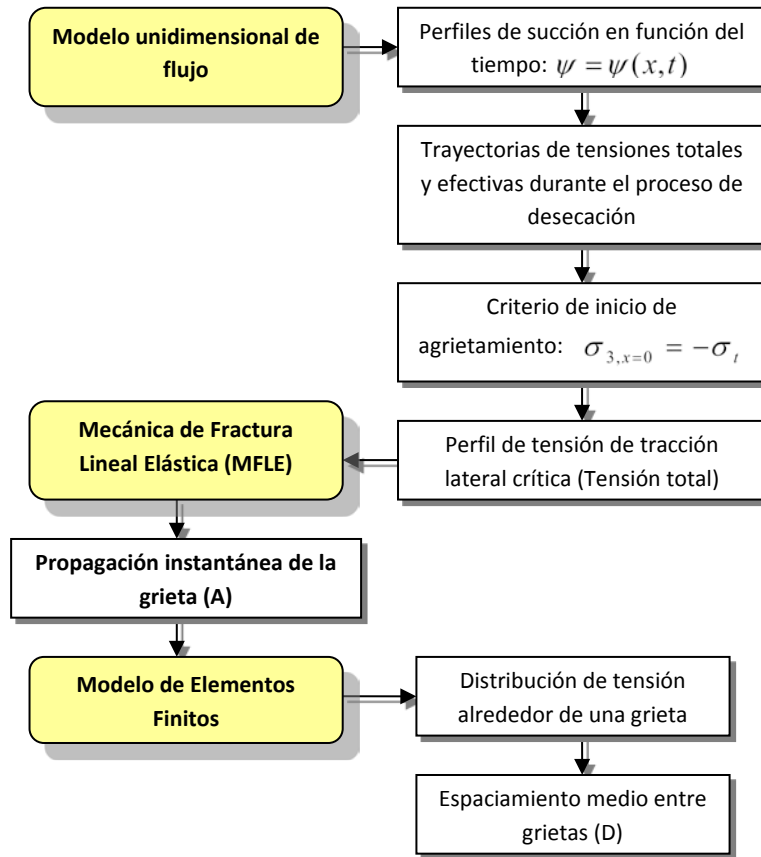 Modelo unidimensional de
flujo
Perfiles de succión en función del
tiempo: ψ = ψ(x,t)
Trayectorias de tensiones totales
y efectivas durante el proceso de
desecación
Criterio de inicio de
agrietamiento: σ₃,ₓ₌₀ = −σₜ
Mecánica de Fractura
Lineal Elástica (MFLE)
Perfil de tensión de tracción
lateral crítica (Tensión total)
Propagación instantánea de la
grieta (A)
Modelo de Elementos
Finitos
Distribución de tensión
alrededor de una grieta
Espaciamiento medio entre
grietas (D)